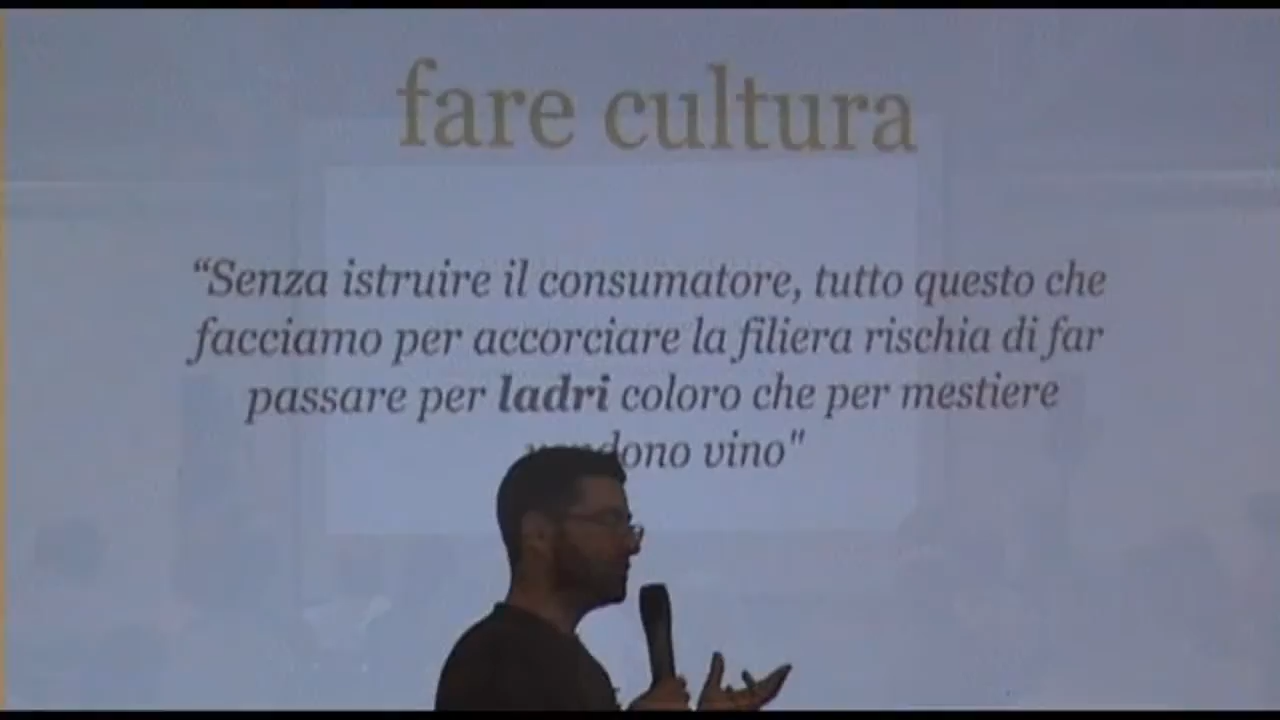 fare cultura
“Senza istruire il consumatore, tutto questo che
facciamo per accorciare la filiera rischia di far
passare per ladri coloro che per mestiere
vendono vino"